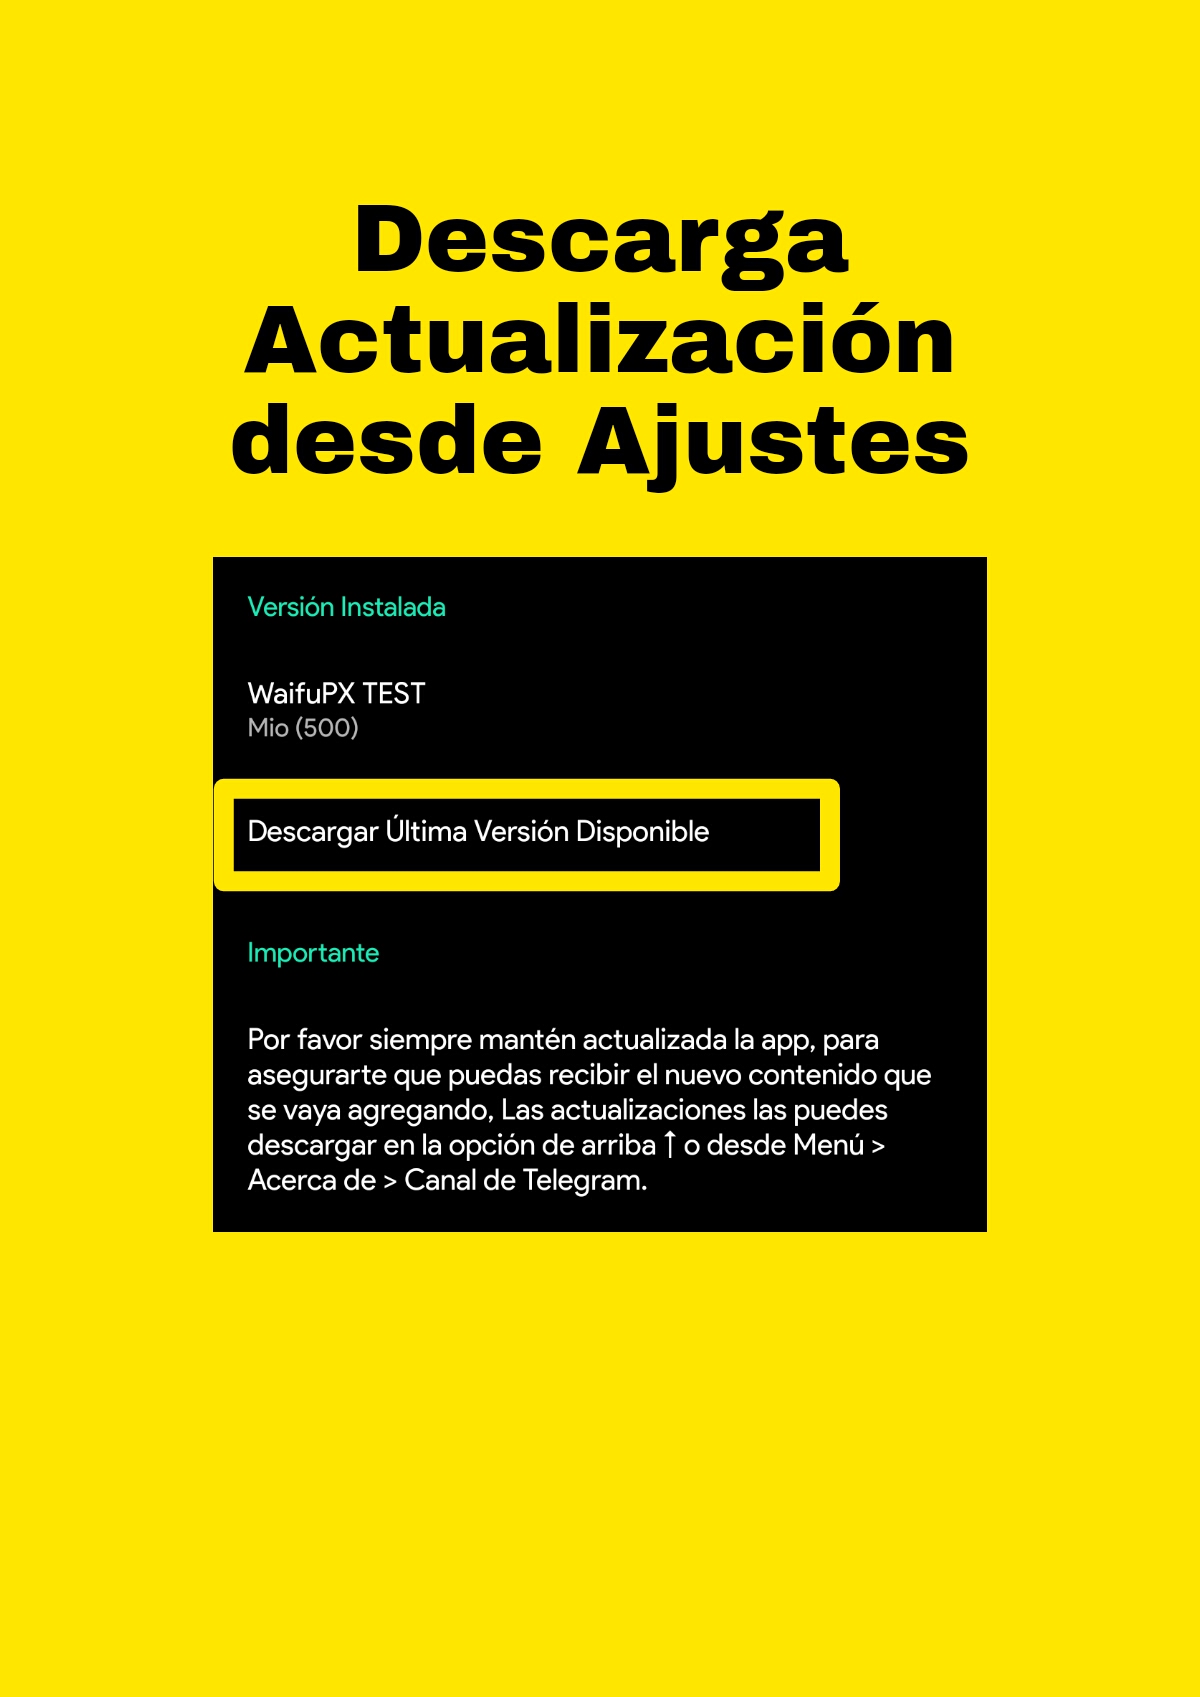 Descarga
Actualización
desde Ajustes
Versión Instalada
WaifuPX TEST
Mio (500)
Descargar Última Versión Disponible
Importante
Por favor siempre mantén actualizada la app, para
asegurarte que puedas recibir el nuevo contenido que
se vaya agregando, Las actualizaciones las puedes
descargar en la opción de arriba ↑ o desde Menú >
Acerca de > Canal de Telegram.